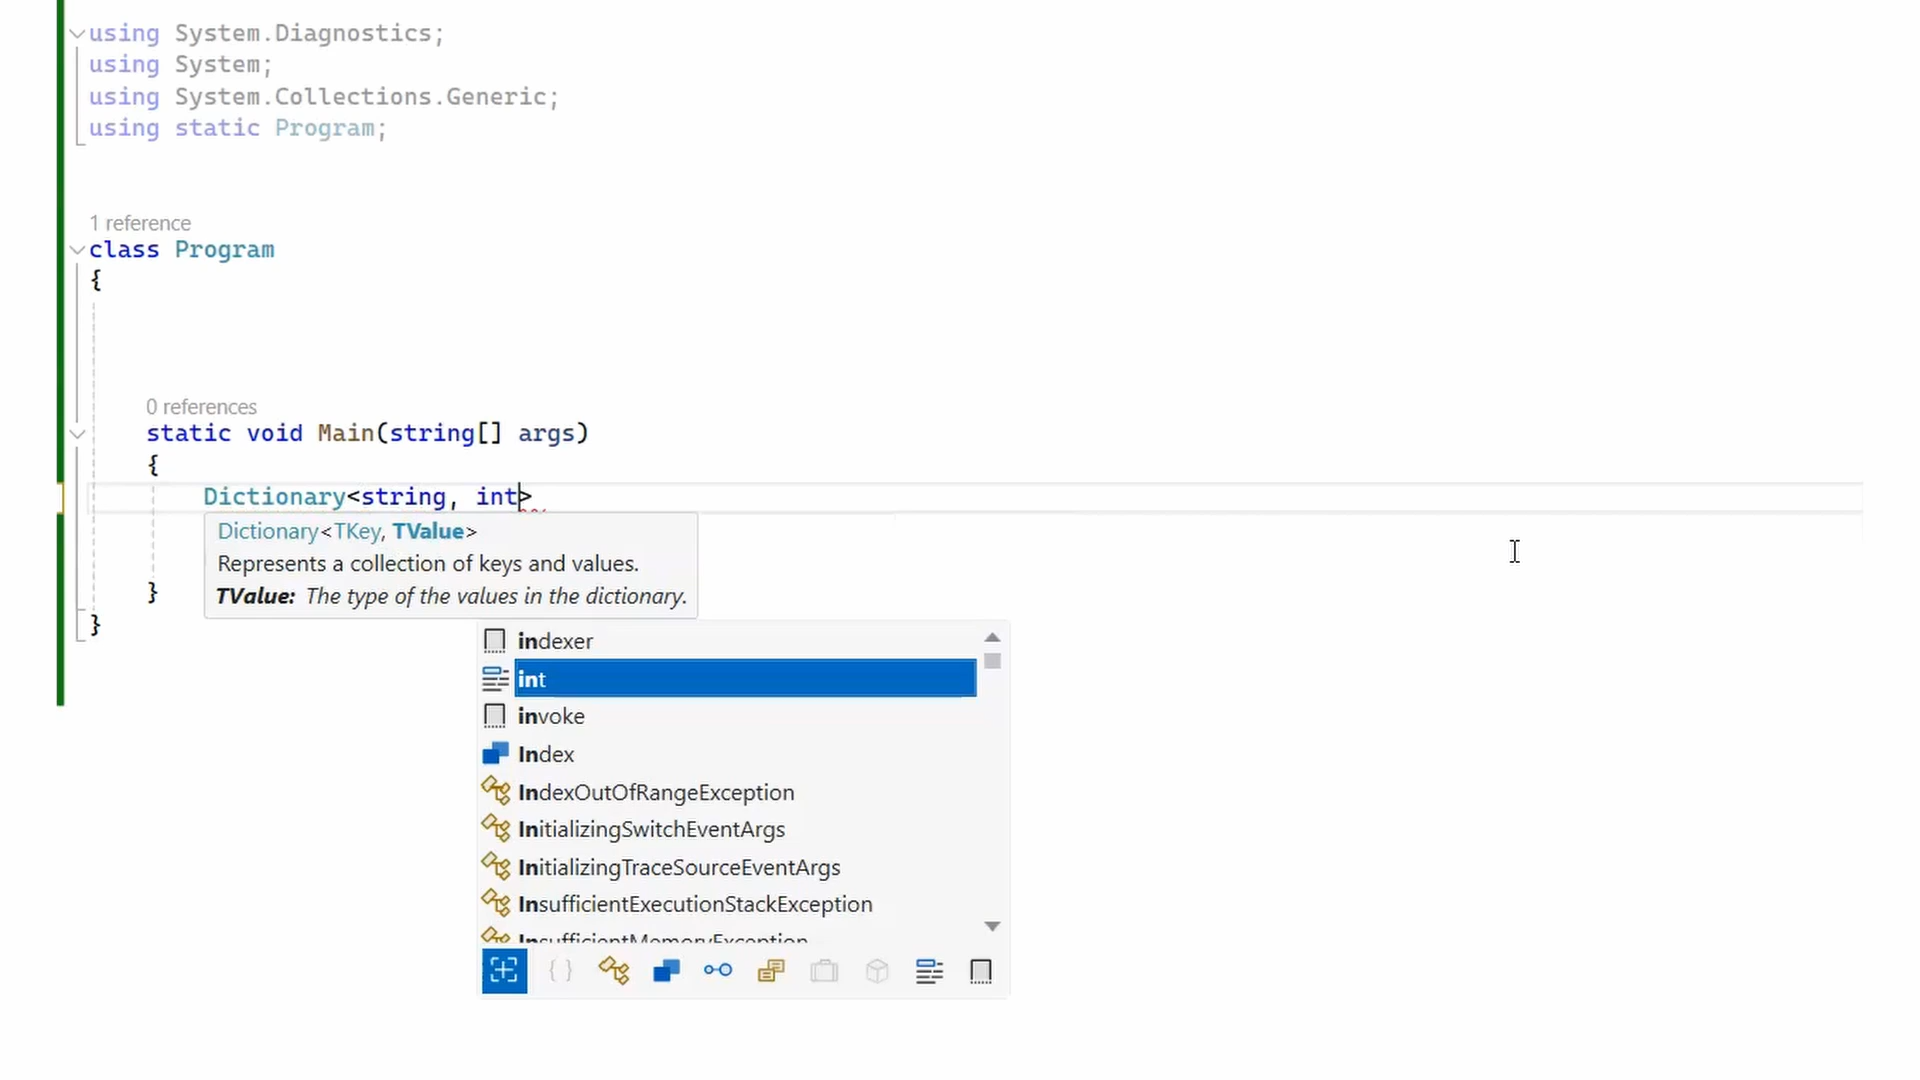 using System.Diagnostics;
using System;
using System.Collections.Generic;
using static Program;
1 reference
class Program
{
0 references
static void Main(string[] args)
{
Dictionary<string, int>
Dictionary<TKey, TValue>
Represents a collection of keys and values.
TValue: The type of the values in the dictionary.
}
}
indexer
int
invoke
Index
IndexOutOfRangeException
InitializingSwitchEventArgs
InitializingTraceSourceEventArgs
InsufficientExecutionStackException
InsufficientMemoryException